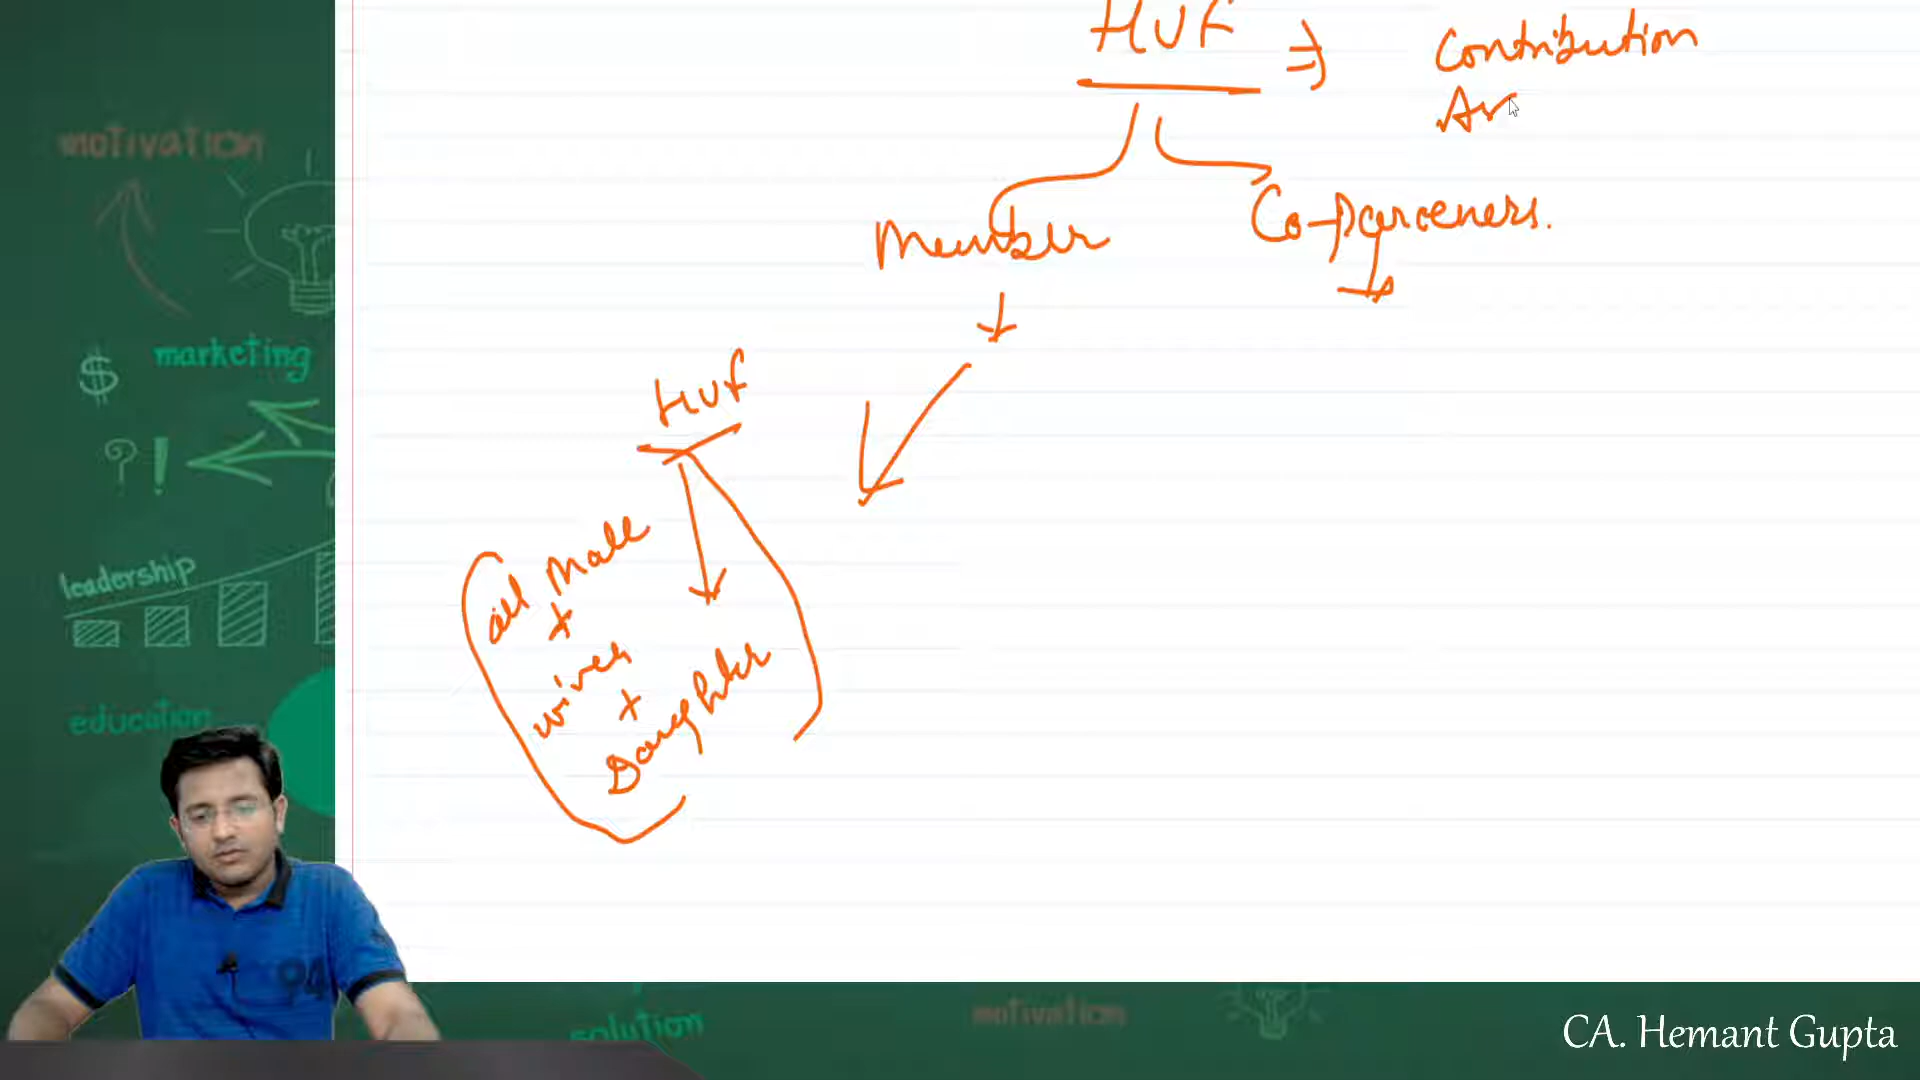 HUF ⇒ Contribution
Member
Co-parceners.
HUF
all Male
+
wives
+
Daughter
motivation
$ marketing
? !
leadership
education
solution
motivation
94
CA. Hemant Gupta